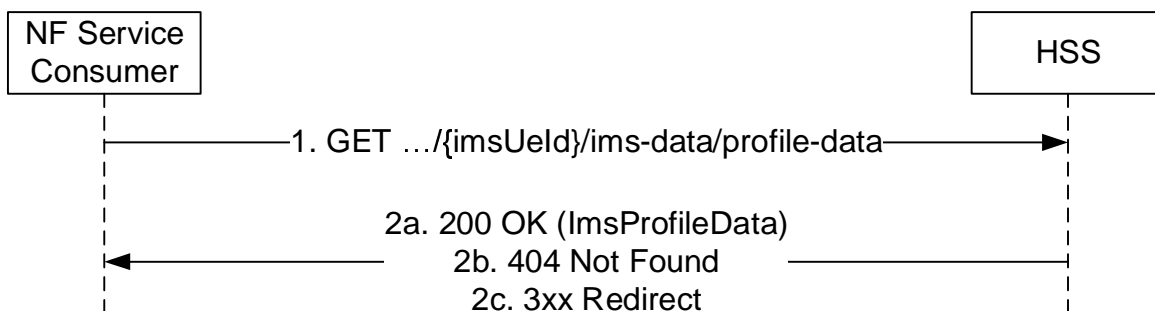 NF Service
Consumer
HSS
1. GET …/{imsUeId}/ims-data/profile-data
2a. 200 OK (ImsProfileData)
2b. 404 Not Found
2c. 3xx Redirect